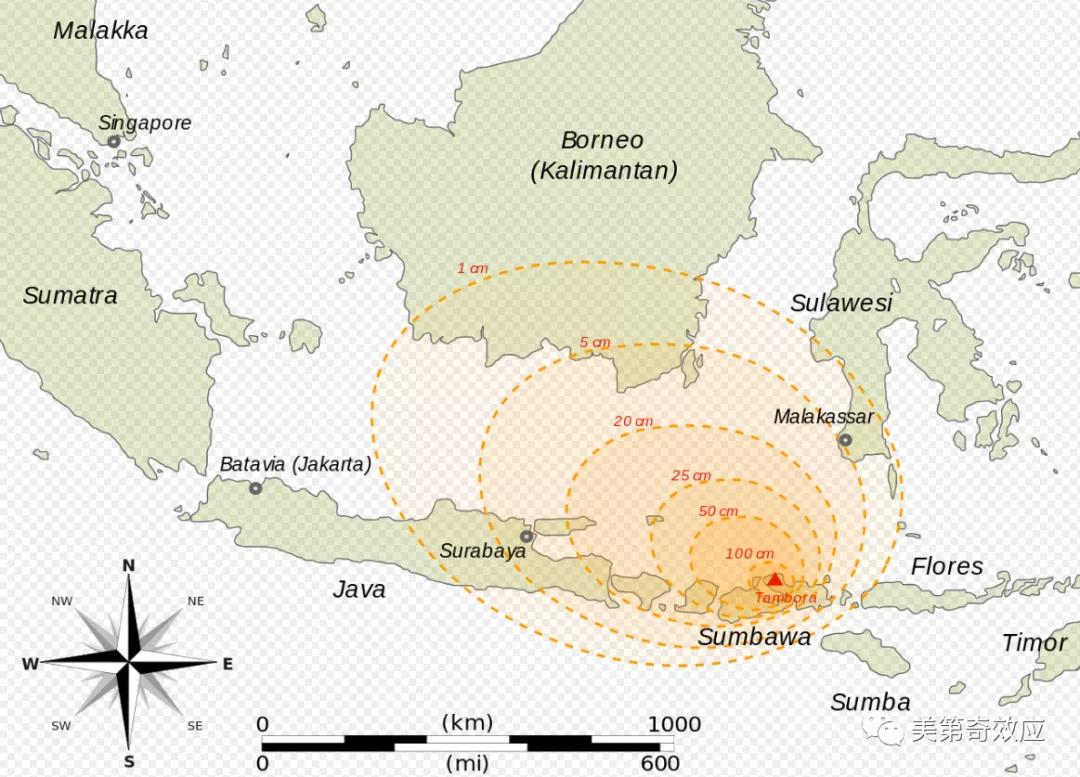 Malakka
Singapore
Borneo
(Kalimantan)
1 cm
Sumatra
Sulawesi
5 cm
20 cm
Malakassar
Batavia (Jakarta)
25 cm
50 cm
Surabaya
100 cm
Flores
Java
Tambora
Sumbawa
Timor
Sumba
N
NW
NE
W
E
SW
SE
S
0
(km)
1000
0
(mi)
600
美第奇效应